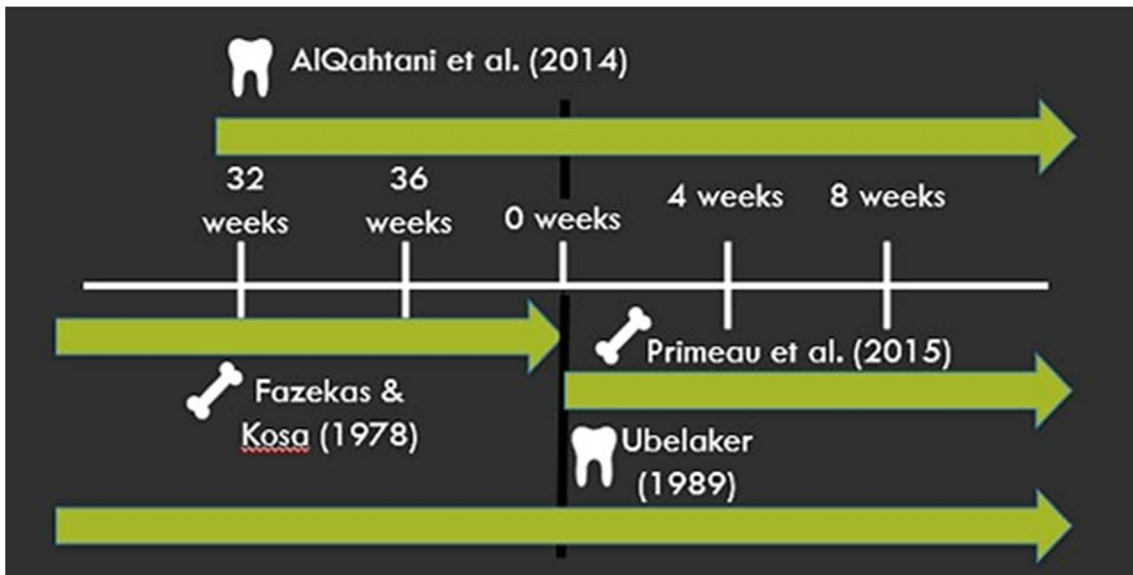 AlQahtani et al. (2014)
32
weeks
36
weeks
0 weeks
4 weeks
8 weeks
Primeau et al. (2015)
Fazekas &
Kosa (1978)
Ubelaker
(1989)